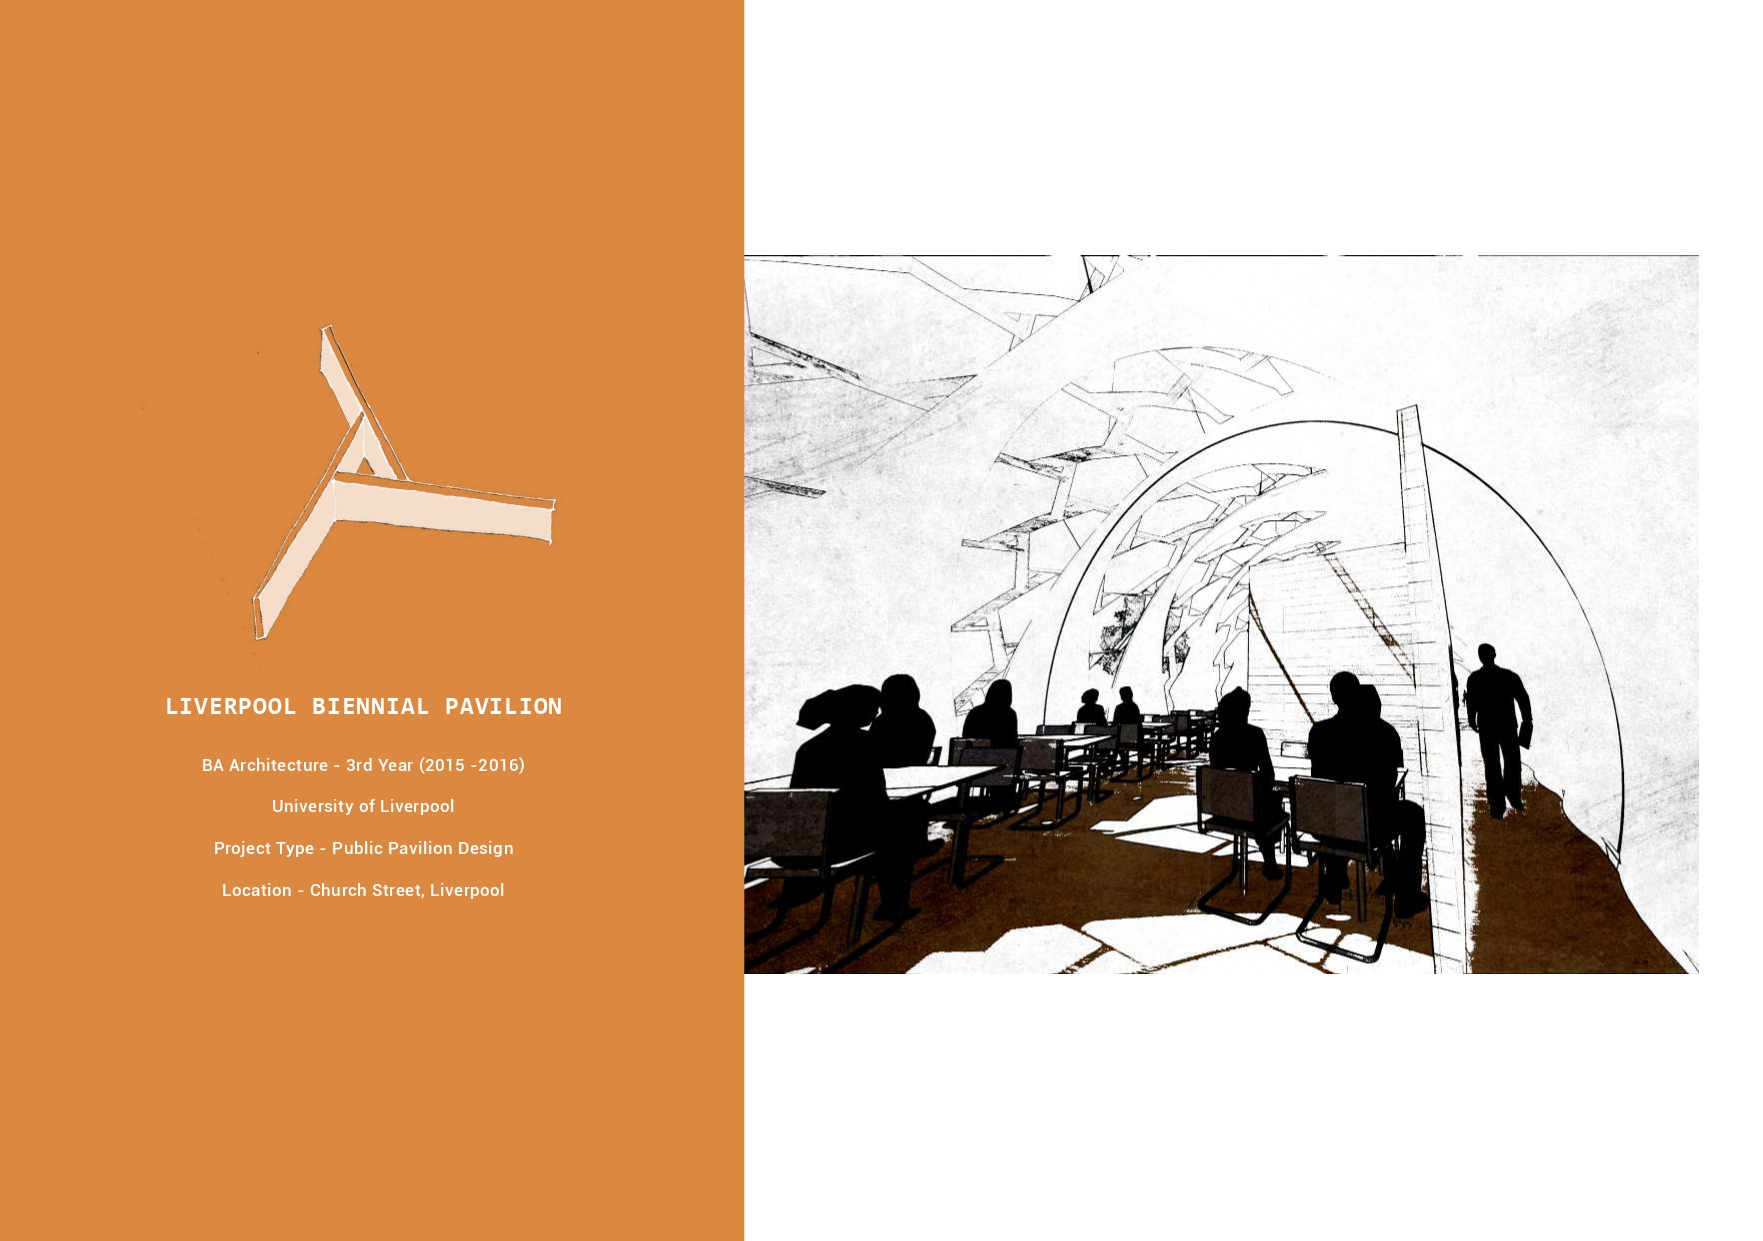 LIVERPOOL BIENNIAL PAVILION
BA Architecture - 3rd Year (2015 -2016)
University of Liverpool
Project Type - Public Pavilion Design
Location - Church Street, Liverpool